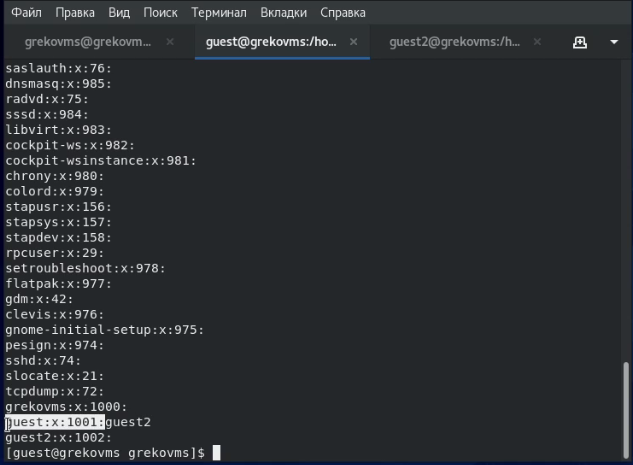 Файл Правка Вид Поиск Терминал Вкладки Справка
grekovms@grekovm... × guest@grekovms:/ho... × guest2@grekovms:/h... ×
saslauth:x:76:
dnsmasq:x:985:
radvd:x:75:
sssd:x:984:
libvirt:x:983:
cockpit-ws:x:982:
cockpit-wsinstance:x:981:
chrony:x:980:
colord:x:979:
stapusr:x:156:
stapsys:x:157:
stapdev:x:158:
rpcuser:x:29:
setroubleshoot:x:978:
flatpak:x:977:
gdm:x:42:
clevis:x:976:
gnome-initial-setup:x:975:
pesign:x:974:
sshd:x:74:
slocate:x:21:
tcpdump:x:72:
grekovms:x:1000:
guest:x:1001:guest2
guest2:x:1002:
[guest@grekovms grekovms]$